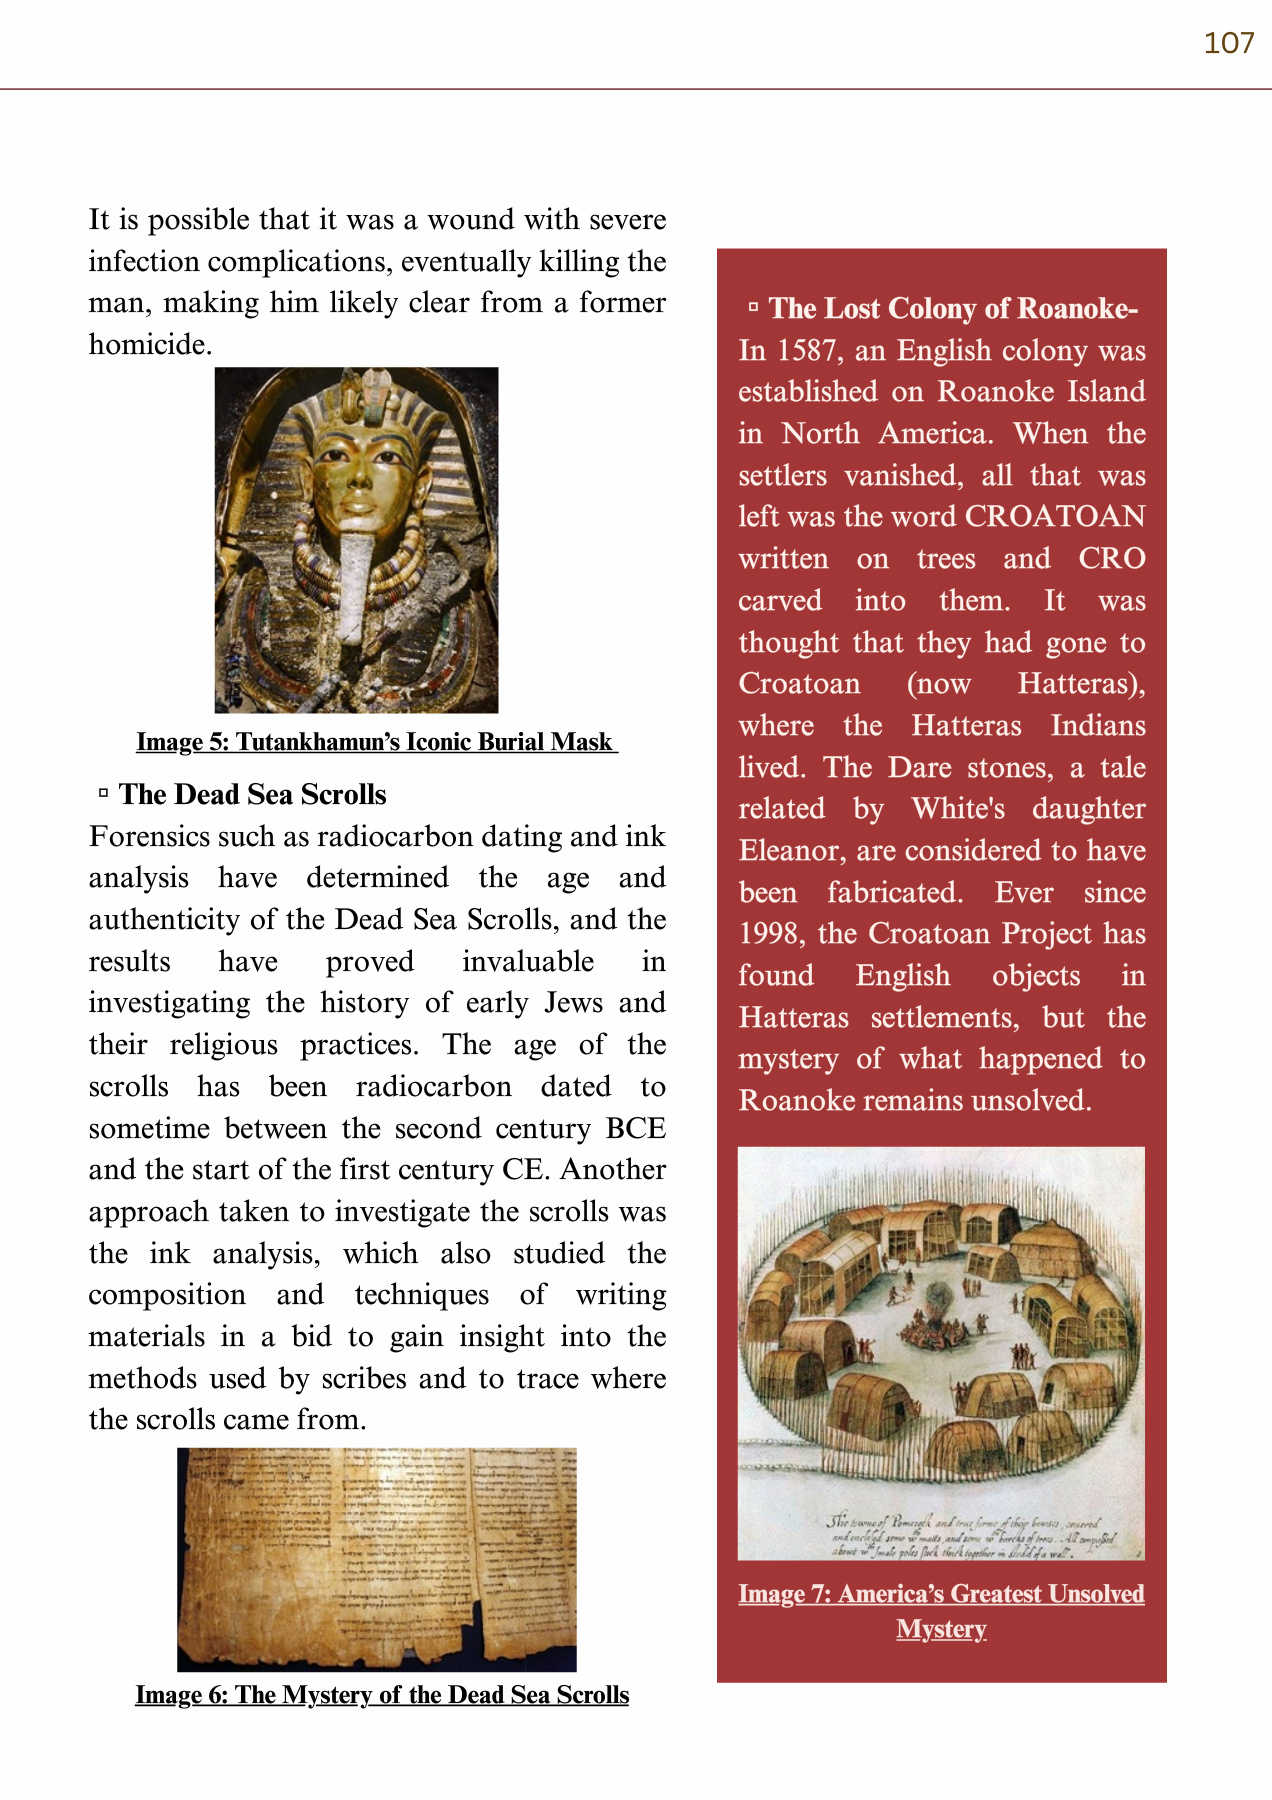 107
It is possible that it was a wound with severe
infection complications, eventually killing the
man, making him likely clear from a former
homicide.
Image 5: Tutankhamun’s Iconic Burial Mask
▫ The Dead Sea Scrolls
Forensics such as radiocarbon dating and ink
analysis have determined the age and
authenticity of the Dead Sea Scrolls, and the
results have proved invaluable in
investigating the history of early Jews and
their religious practices. The age of the
scrolls has been radiocarbon dated to
sometime between the second century BCE
and the start of the first century CE. Another
approach taken to investigate the scrolls was
the ink analysis, which also studied the
composition and techniques of writing
materials in a bid to gain insight into the
methods used by scribes and to trace where
the scrolls came from.
Image 6: The Mystery of the Dead Sea Scrolls
▫ The Lost Colony of Roanoke-
In 1587, an English colony was
established on Roanoke Island
in North America. When the
settlers vanished, all that was
left was the word CROATOAN
written on trees and CRO
carved into them. It was
thought that they had gone to
Croatoan (now Hatteras),
where the Hatteras Indians
lived. The Dare stones, a tale
related by White's daughter
Eleanor, are considered to have
been fabricated. Ever since
1998, the Croatoan Project has
found English objects in
Hatteras settlements, but the
mystery of what happened to
Roanoke remains unsolved.
The towne of Pomeiock and true forme of their howses, couered
and enclosed some wth matts, and some wth barcks of trees. All compassed
about wth smale poles stuck thick together in stedd of a wall.
Image 7: America’s Greatest Unsolved
Mystery